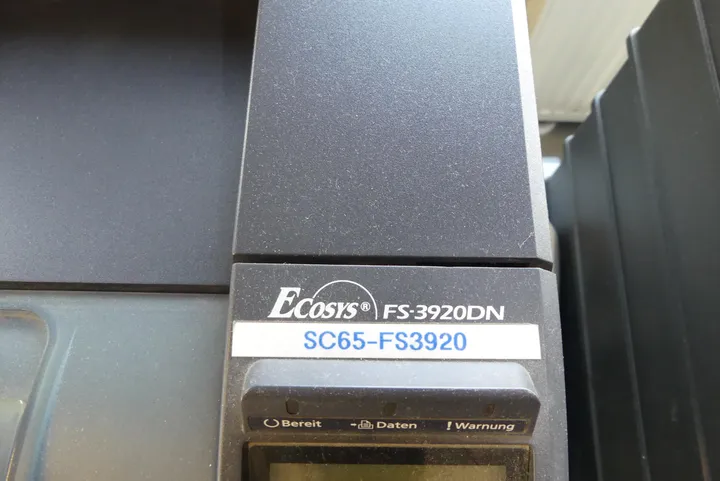 ECOSYS® FS-3920DN
SC65-FS3920
Bereit Daten ! Warnung